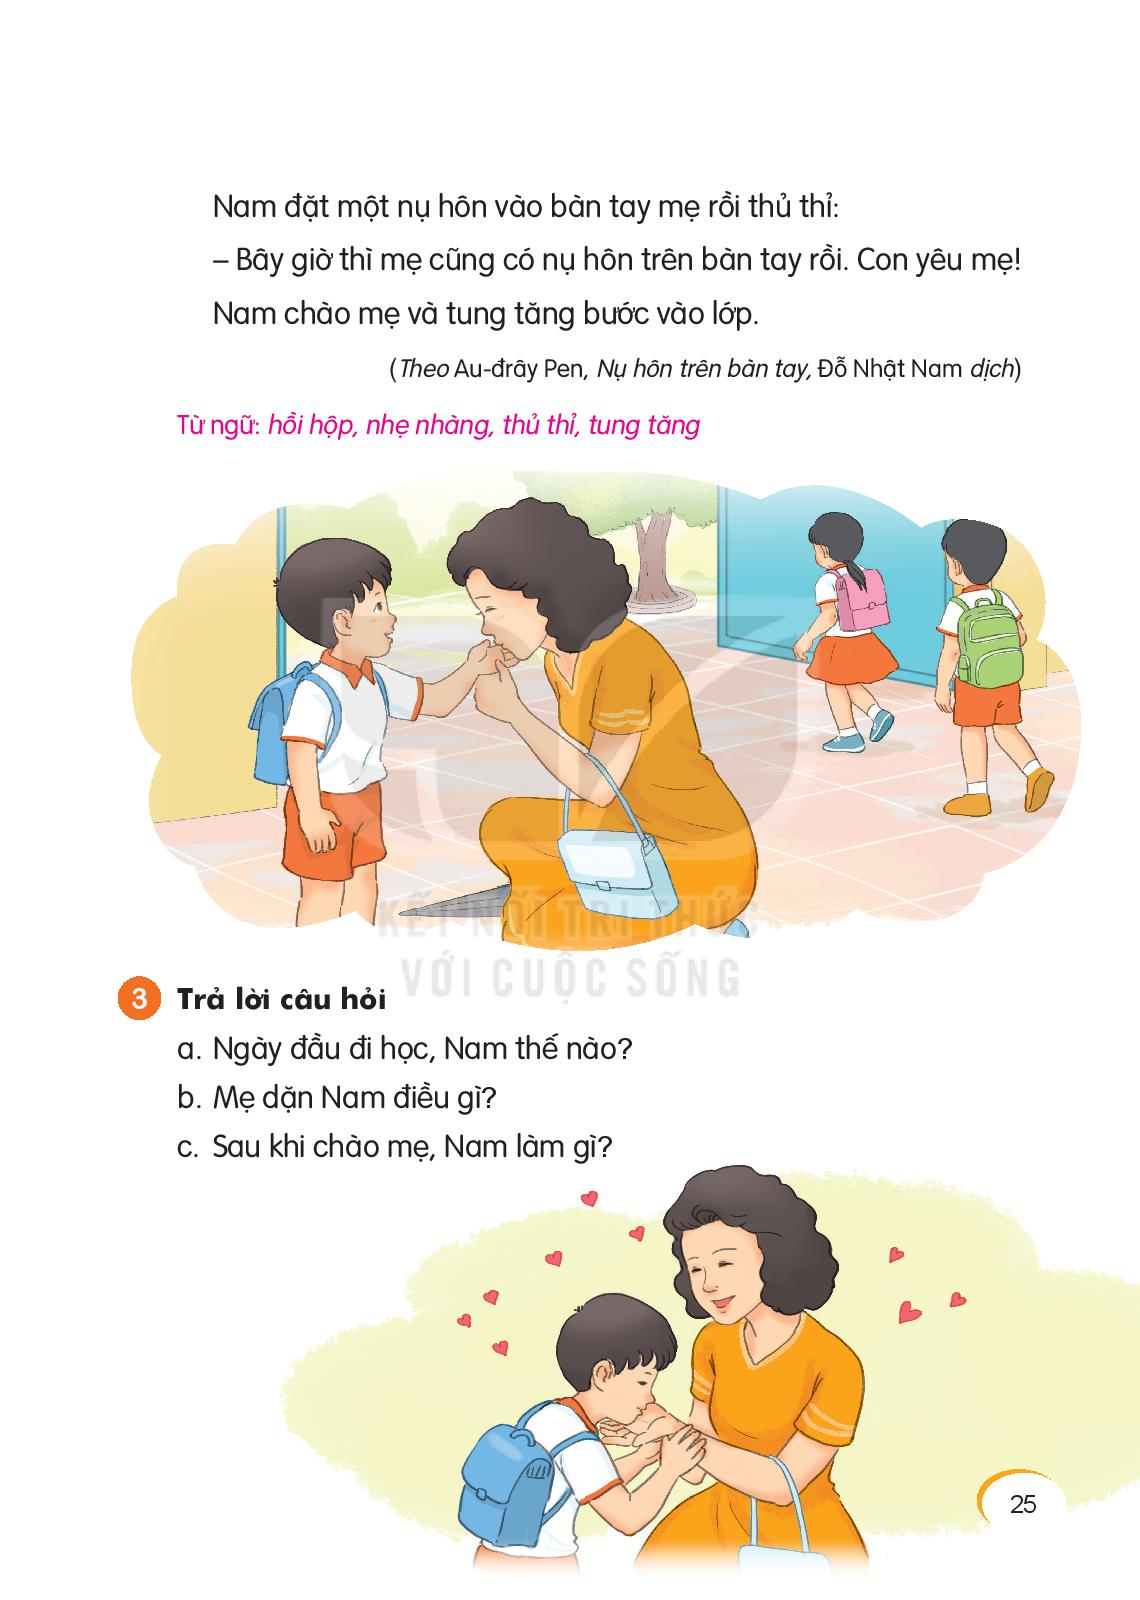 Nam đặt một nụ hôn vào bàn tay mẹ rồi thủ thỉ:
– Bây giờ thì mẹ cũng có nụ hôn trên bàn tay rồi. Con yêu mẹ!
Nam chào mẹ và tung tăng bước vào lớp.
(Theo Au-đrây Pen, Nụ hôn trên bàn tay, Đỗ Nhật Nam dịch)
Từ ngữ: hồi hộp, nhẹ nhàng, thủ thỉ, tung tăng
KẾT NỐI TRI THỨC
VỚI CUỘC SỐNG
3 Trả lời câu hỏi
a. Ngày đầu đi học, Nam thế nào?
b. Mẹ dặn Nam điều gì?
c. Sau khi chào mẹ, Nam làm gì?
25